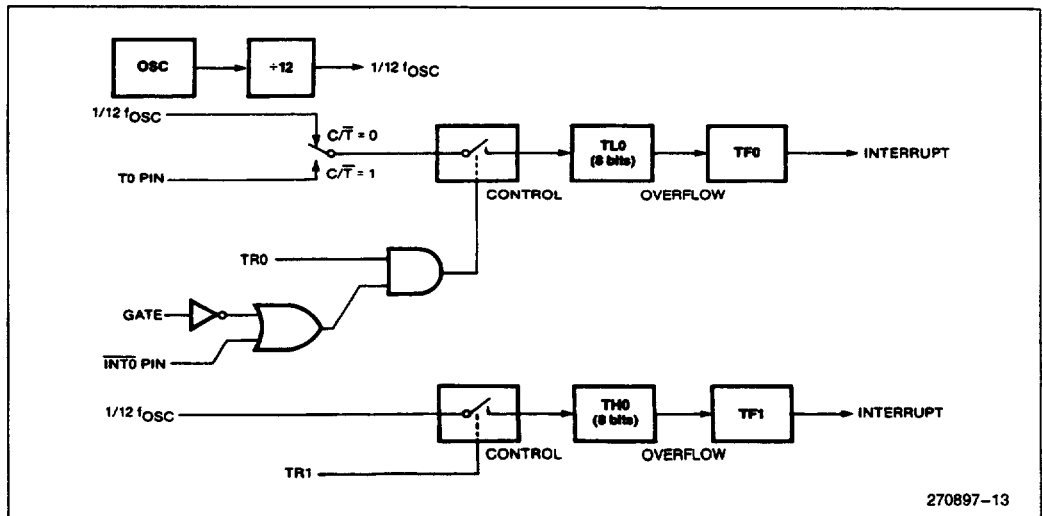 OSC
÷12
1/12 fOSC
1/12 fOSC
C/T̅ = 0
T0 PIN
C/T̅ = 1
CONTROL
TL0
(8 bits)
OVERFLOW
TF0
INTERRUPT
TR0
GATE
I̅N̅T̅0̅ PIN
1/12 fOSC
CONTROL
TH0
(8 bits)
OVERFLOW
TF1
INTERRUPT
TR1
270897–13